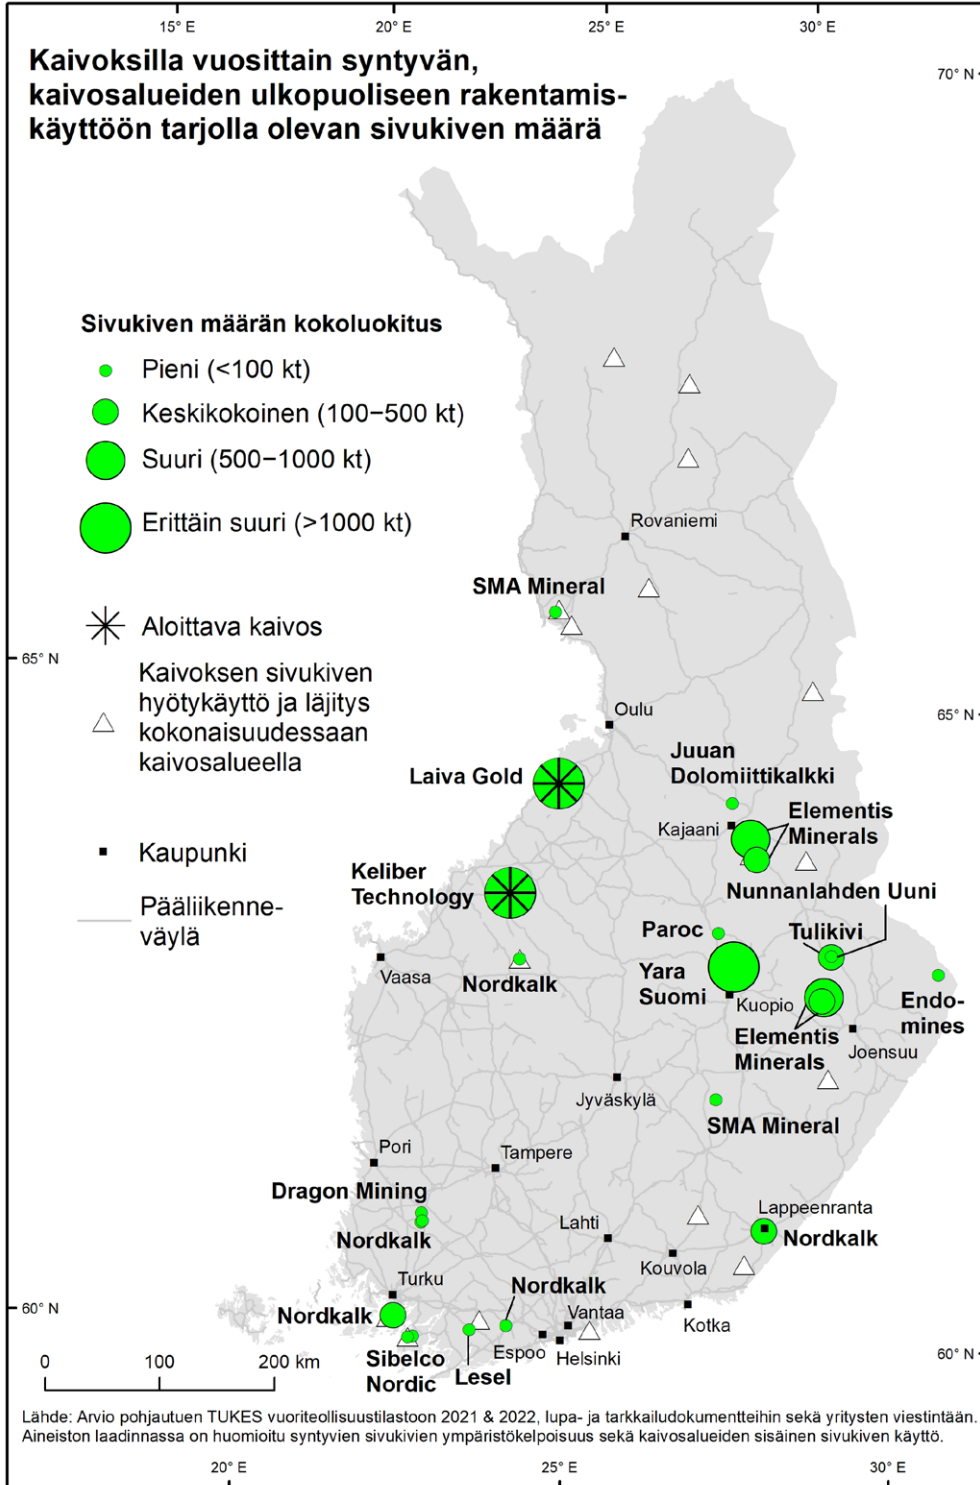 15° E
20° E
25° E
30° E
Kaivoksilla vuosittain syntyvän,
kaivosalueiden ulkopuoliseen rakentamis-
käyttöön tarjolla olevan sivukiven määrä
70° N
Sivukiven määrän kokoluokitus
Pieni (<100 kt)
Keskikokoinen (100–500 kt)
Suuri (500–1000 kt)
Erittäin suuri (>1000 kt)
Aloittava kaivos
Kaivoksen sivukiven
hyötykäyttö ja läjitys
kokonaisuudessaan
kaivosalueella
Kaupunki
Pääliikenne-
väylä
65° N
65° N
Rovaniemi
SMA Mineral
Oulu
Laiva Gold
Juuan
Dolomiittikalkki
Kajaani
Elementis
Minerals
Keliber
Technology
Nunnanlahden Uuni
Paroc
Tulikivi
Vaasa
Nordkalk
Yara
Suomi
Kuopio
Endo-
mines
Elementis
Minerals
Joensuu
Jyväskylä
SMA Mineral
Pori
Tampere
Dragon Mining
Nordkalk
Lahti
Lappeenranta
Nordkalk
Kouvola
Turku
Nordkalk
Nordkalk
Vantaa
Kotka
60° N
Espoo
Helsinki
60° N
Sibelco
Nordic
Lesel
0
100
200 km
Lähde: Arvio pohjautuen TUKES vuoriteollisuustilastoon 2021 & 2022, lupa- ja tarkkailudokumentteihin sekä yritysten viestintään.
Aineiston laadinnassa on huomioitu syntyvien sivukivien ympäristökelpoisuus sekä kaivosalueiden sisäinen sivukiven käyttö.
20° E
25° E
30° E